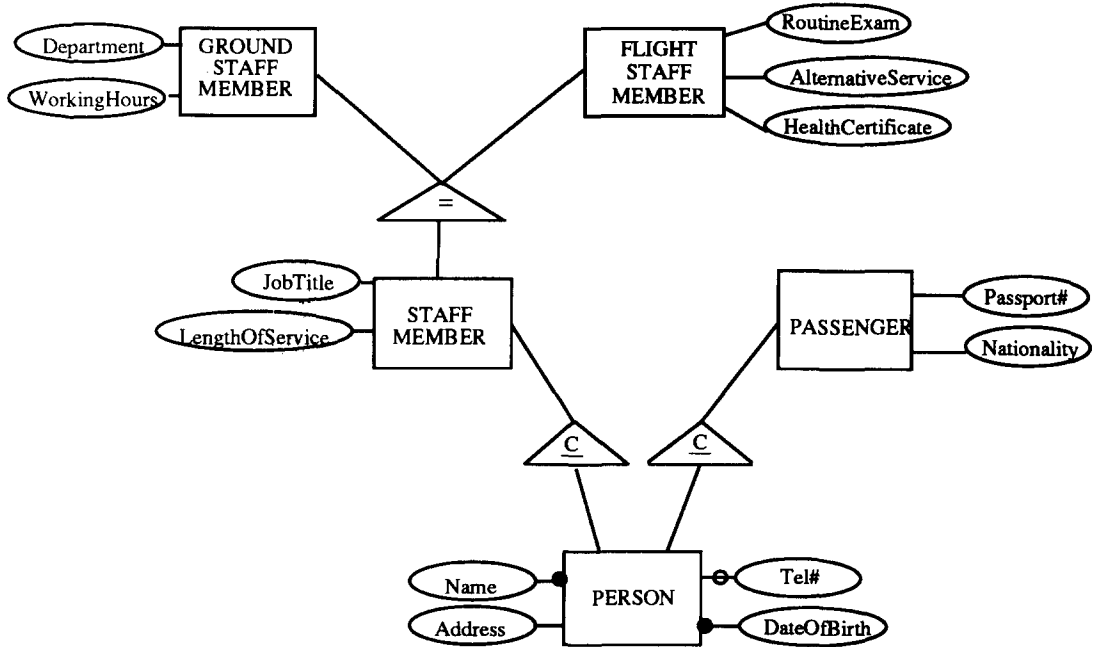 RoutineExam
Department
GROUND
STAFF
MEMBER
FLIGHT
STAFF
MEMBER
AlternativeService
WorkingHours
HealthCertificate
=
JobTitle
STAFF
MEMBER
LengthOfService
PASSENGER
Passport#
Nationality
C
C
Name
PERSON
Tel#
Address
DateOfBirth